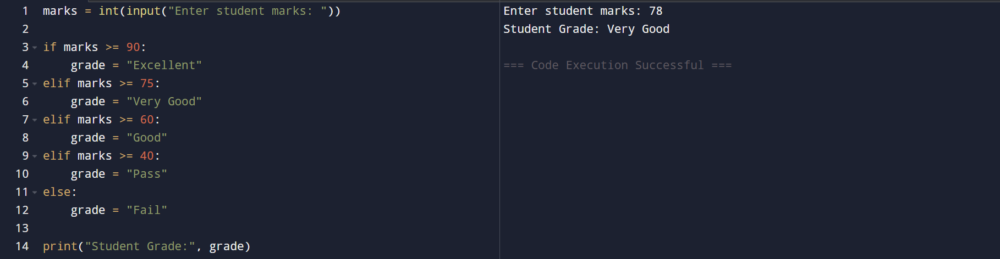 1 marks = int(input("Enter student marks: "))
2
3 if marks >= 90:
4     grade = "Excellent"
5 elif marks >= 75:
6     grade = "Very Good"
7 elif marks >= 60:
8     grade = "Good"
9 elif marks >= 40:
10     grade = "Pass"
11 else:
12     grade = "Fail"
13
14 print("Student Grade:", grade)
Enter student marks: 78
Student Grade: Very Good
=== Code Execution Successful ===